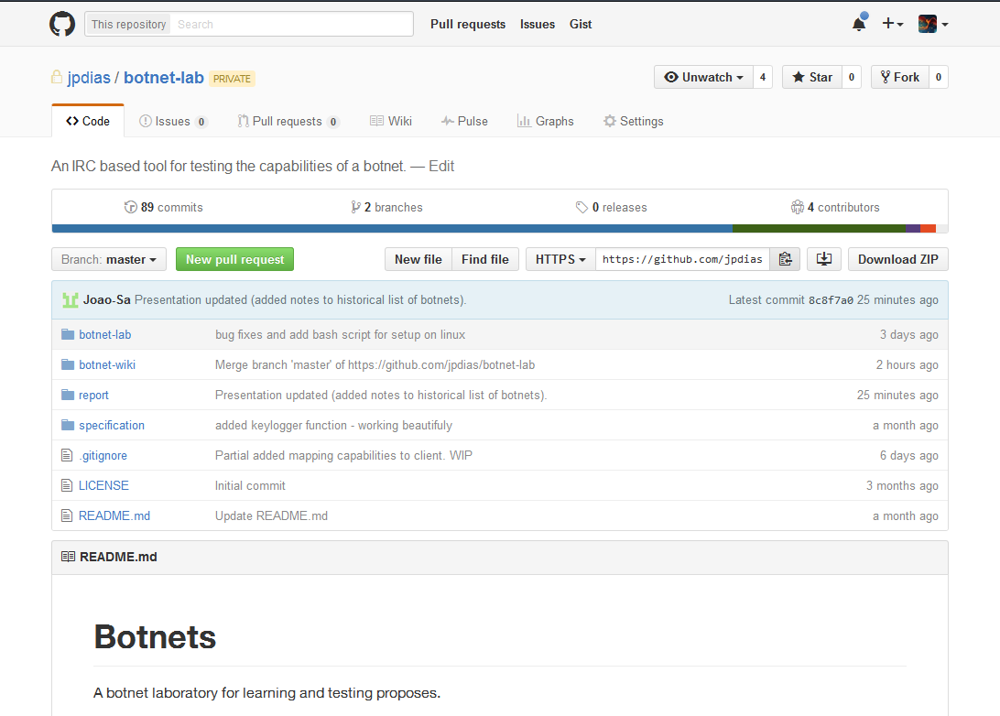 This repository Search Pull requests Issues Gist
jpdias / botnet-lab PRIVATE Unwatch 4 Star 0 Fork 0
Code Issues 0 Pull requests 0 Wiki Pulse Graphs Settings
An IRC based tool for testing the capabilities of a botnet. — Edit
89 commits 2 branches 0 releases 4 contributors
Branch: master New pull request New file Find file HTTPS https://github.com/jpdias Download ZIP
Joao-Sa Presentation updated (added notes to historical list of botnets). Latest commit 8c8f7a0 25 minutes ago
botnet-lab bug fixes and add bash script for setup on linux 3 days ago
botnet-wiki Merge branch 'master' of https://github.com/jpdias/botnet-lab 2 hours ago
report Presentation updated (added notes to historical list of botnets). 25 minutes ago
specification added keylogger function - working beautifuly a month ago
.gitignore Partial added mapping capabilities to client. WIP 6 days ago
LICENSE Initial commit 3 months ago
README.md Update README.md a month ago
README.md
Botnets
A botnet laboratory for learning and testing proposes.